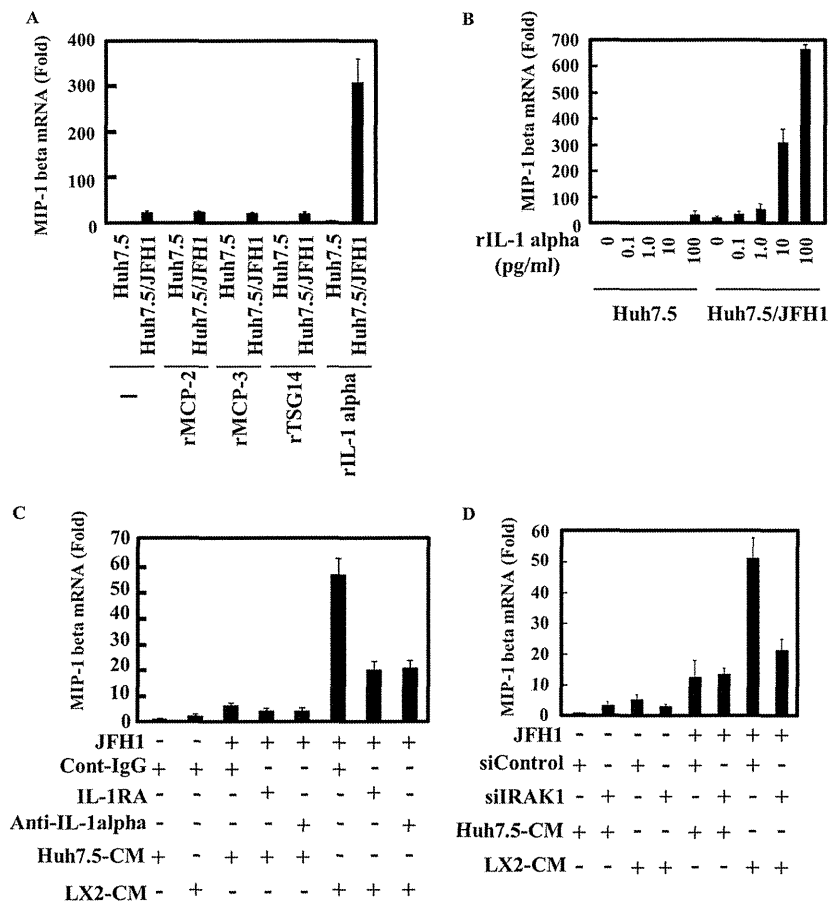 A
MIP-1 beta mRNA (Fold)
400
300
200
100
0
Huh7.5
Huh7.5/JFH1
Huh7.5
Huh7.5/JFH1
Huh7.5
Huh7.5/JFH1
Huh7.5
Huh7.5/JFH1
Huh7.5
Huh7.5/JFH1
–
rMCP-2
rMCP-3
rTSG14
rIL-1 alpha
B
MIP-1 beta mRNA (Fold)
700
600
500
400
300
200
100
0
rIL-1 alpha
(pg/ml)
0 0.1 1.0 10 100 0 0.1 1.0 10 100
Huh7.5 Huh7.5/JFH1
C
MIP-1 beta mRNA (Fold)
70
60
50
40
30
20
10
0
JFH1 - - + + + + + +
Cont-IgG + + + - - + - -
IL-1RA - - - + - - + -
Anti-IL-1alpha - - - - + - - +
Huh7.5-CM + - + + + - - -
LX2-CM - + - - - + + +
D
MIP-1 beta mRNA (Fold)
60
50
40
30
20
10
0
JFH1 - - - - + + + +
siControl + - + - + - + -
siIRAK1 - + - + - + - +
Huh7.5-CM + + - - + + - -
LX2-CM - - + + - - + +